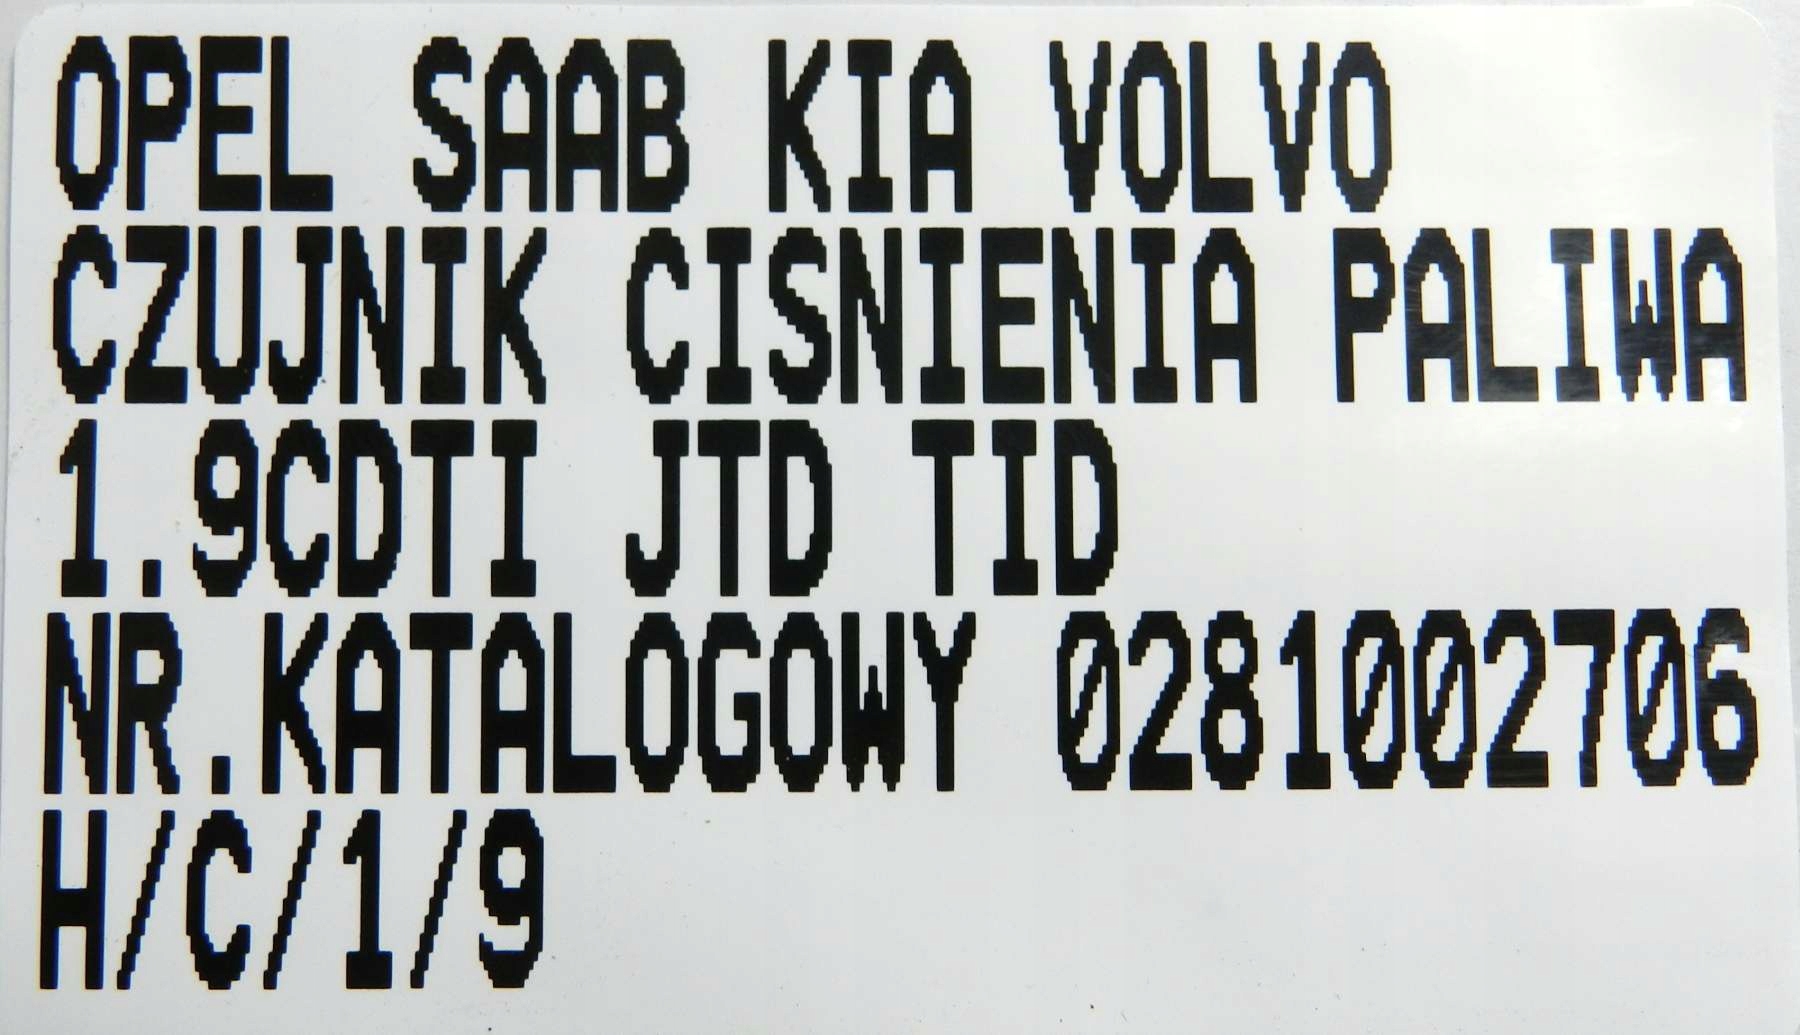 OPEL SAAB KIA VOLVO
CZUJNIK CISNIENIA PALIWA
1.9CDTI JTD TID
NR.KATALOGOWY 0281002706
H/C/1/9